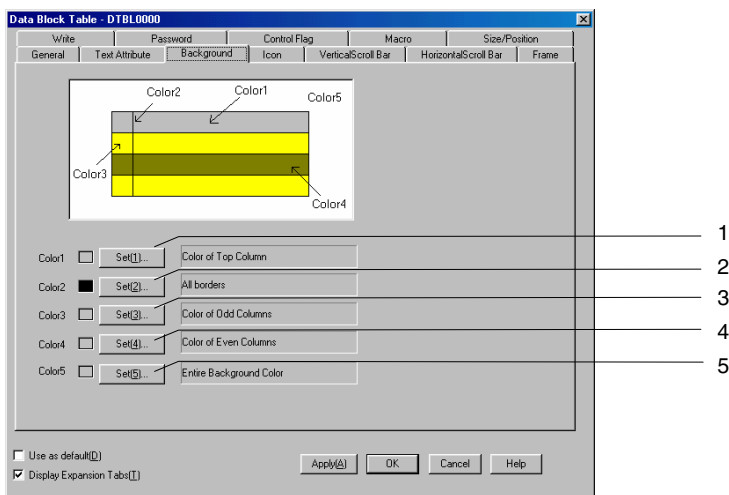 Data Block Table - DTBL0000
Write Password Control Flag Macro Size/Position
General Text Attribute Background Icon VerticalScroll Bar HorizontalScroll Bar Frame
Color2 Color1 Color5
Color3
Color4
Color1 Set(1)... Color of Top Column 1
Color2 Set(2)... All borders 2
Color3 Set(3)... Color of Odd Columns 3
Color4 Set(4)... Color of Even Columns 4
Color5 Set(5)... Entire Background Color 5
Use as default(D)
Display Expansion Tabs(T)
Apply(A) OK Cancel Help